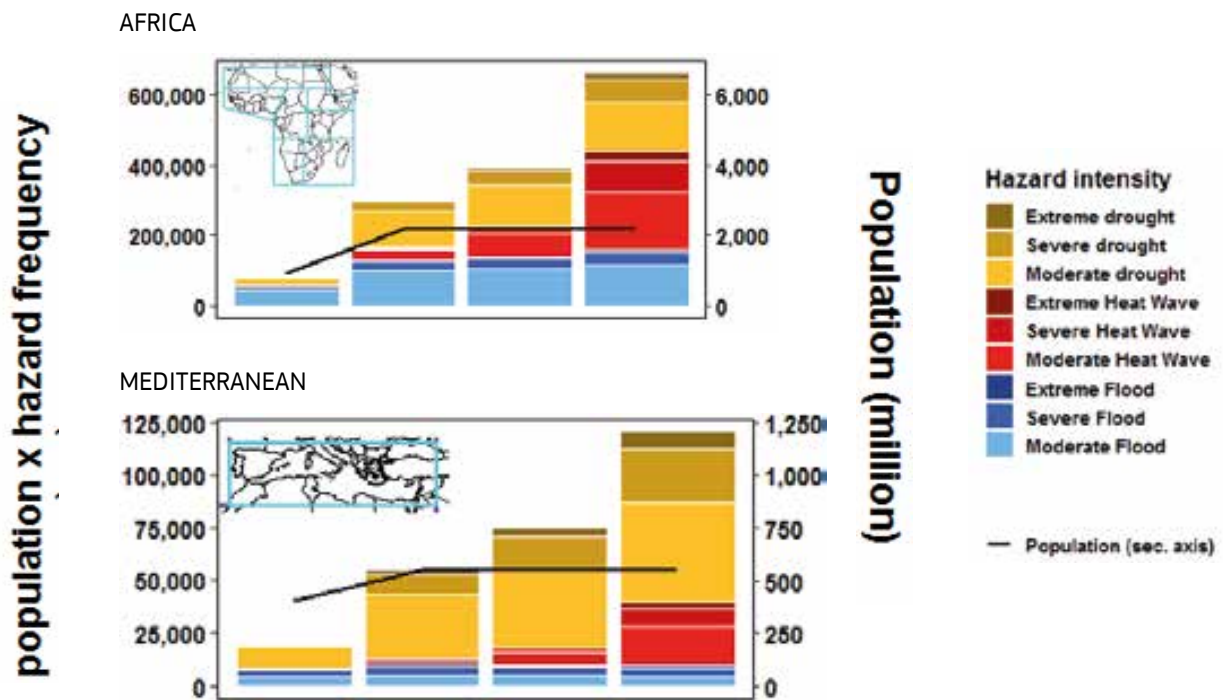 AFRICA
600,000
400,000
200,000
0
6,000
4,000
2,000
0
population x hazard frequency
MEDITERRANEAN
125,000
100,000
75,000
50,000
25,000
0
1,250
1,000
750
500
250
0
Population (million)
Hazard intensity
Extreme drought
Severe drought
Moderate drought
Extreme Heat Wave
Severe Heat Wave
Moderate Heat Wave
Extreme Flood
Severe Flood
Moderate Flood
Population (sec. axis)